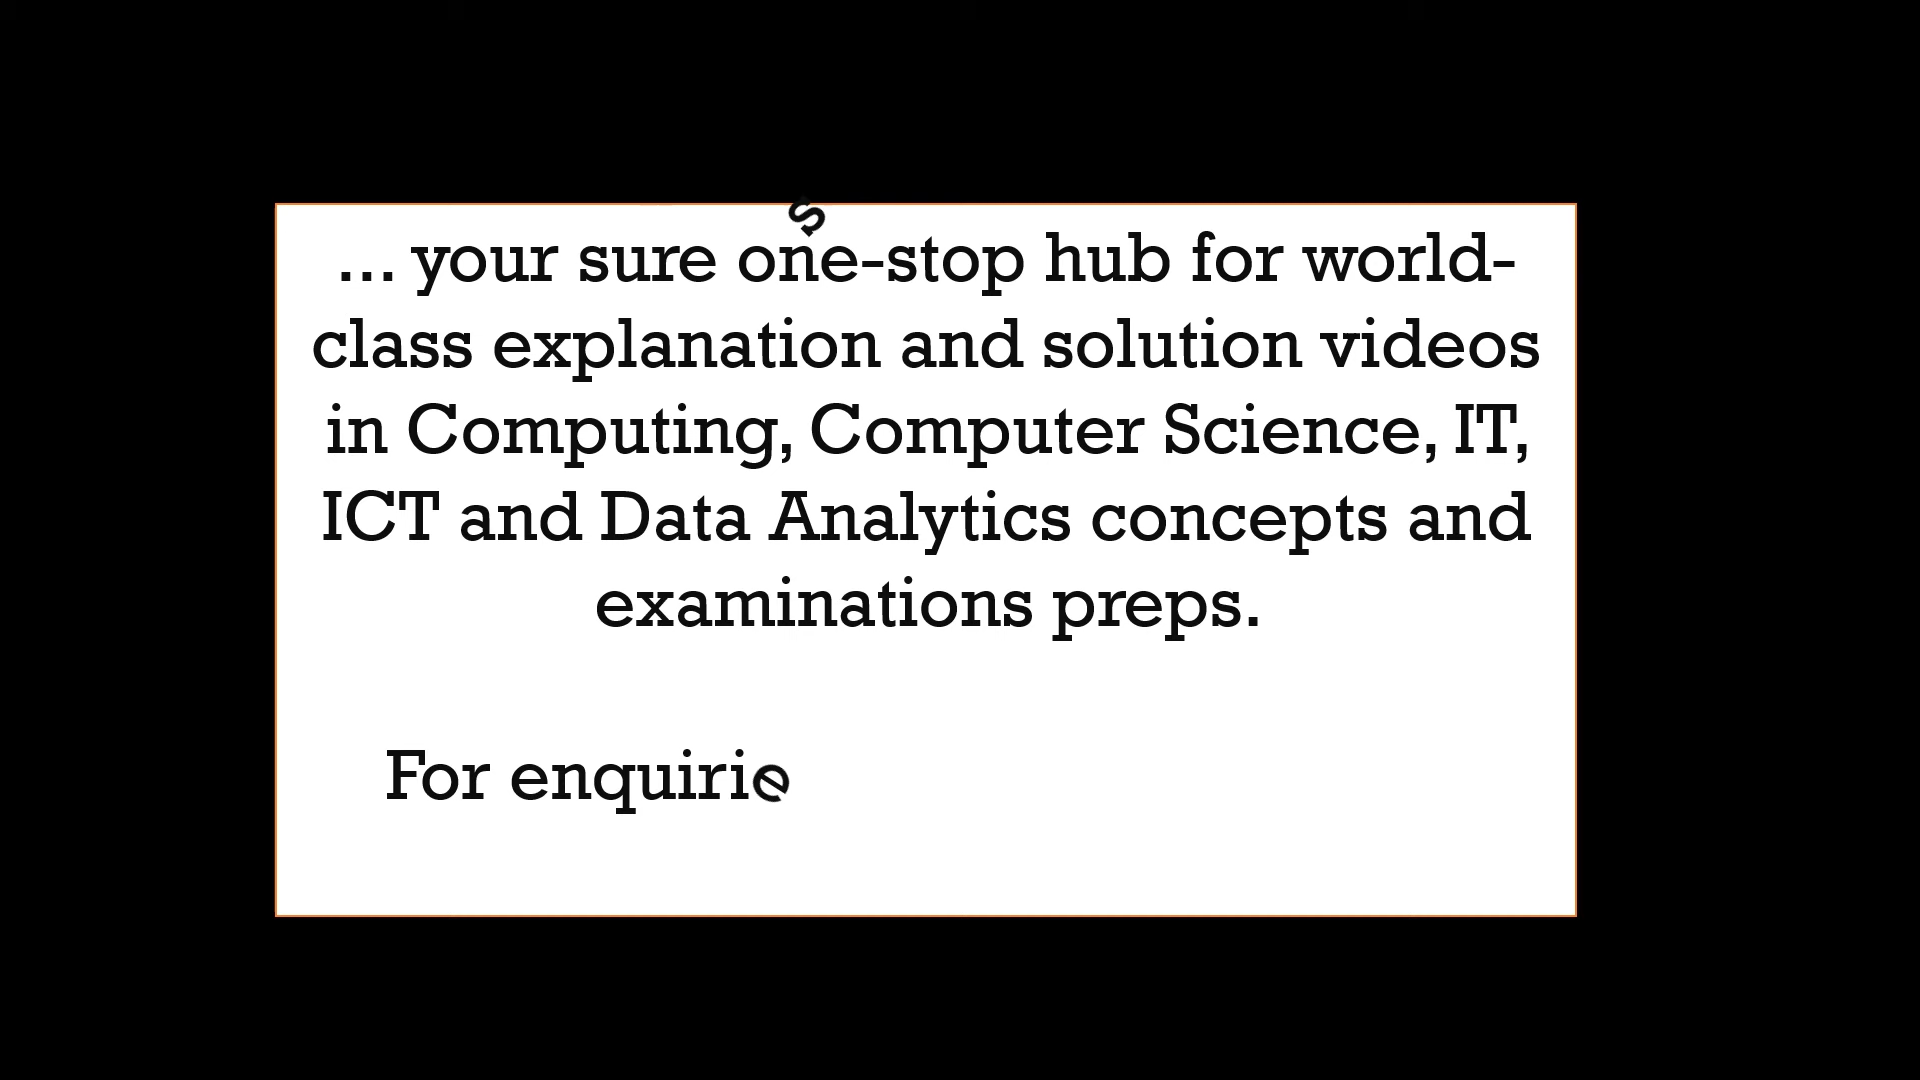 ... your sure one-stop hub for world-
class explanation and solution videos
in Computing, Computer Science, IT,
ICT and Data Analytics concepts and
examinations preps.
For enquiries